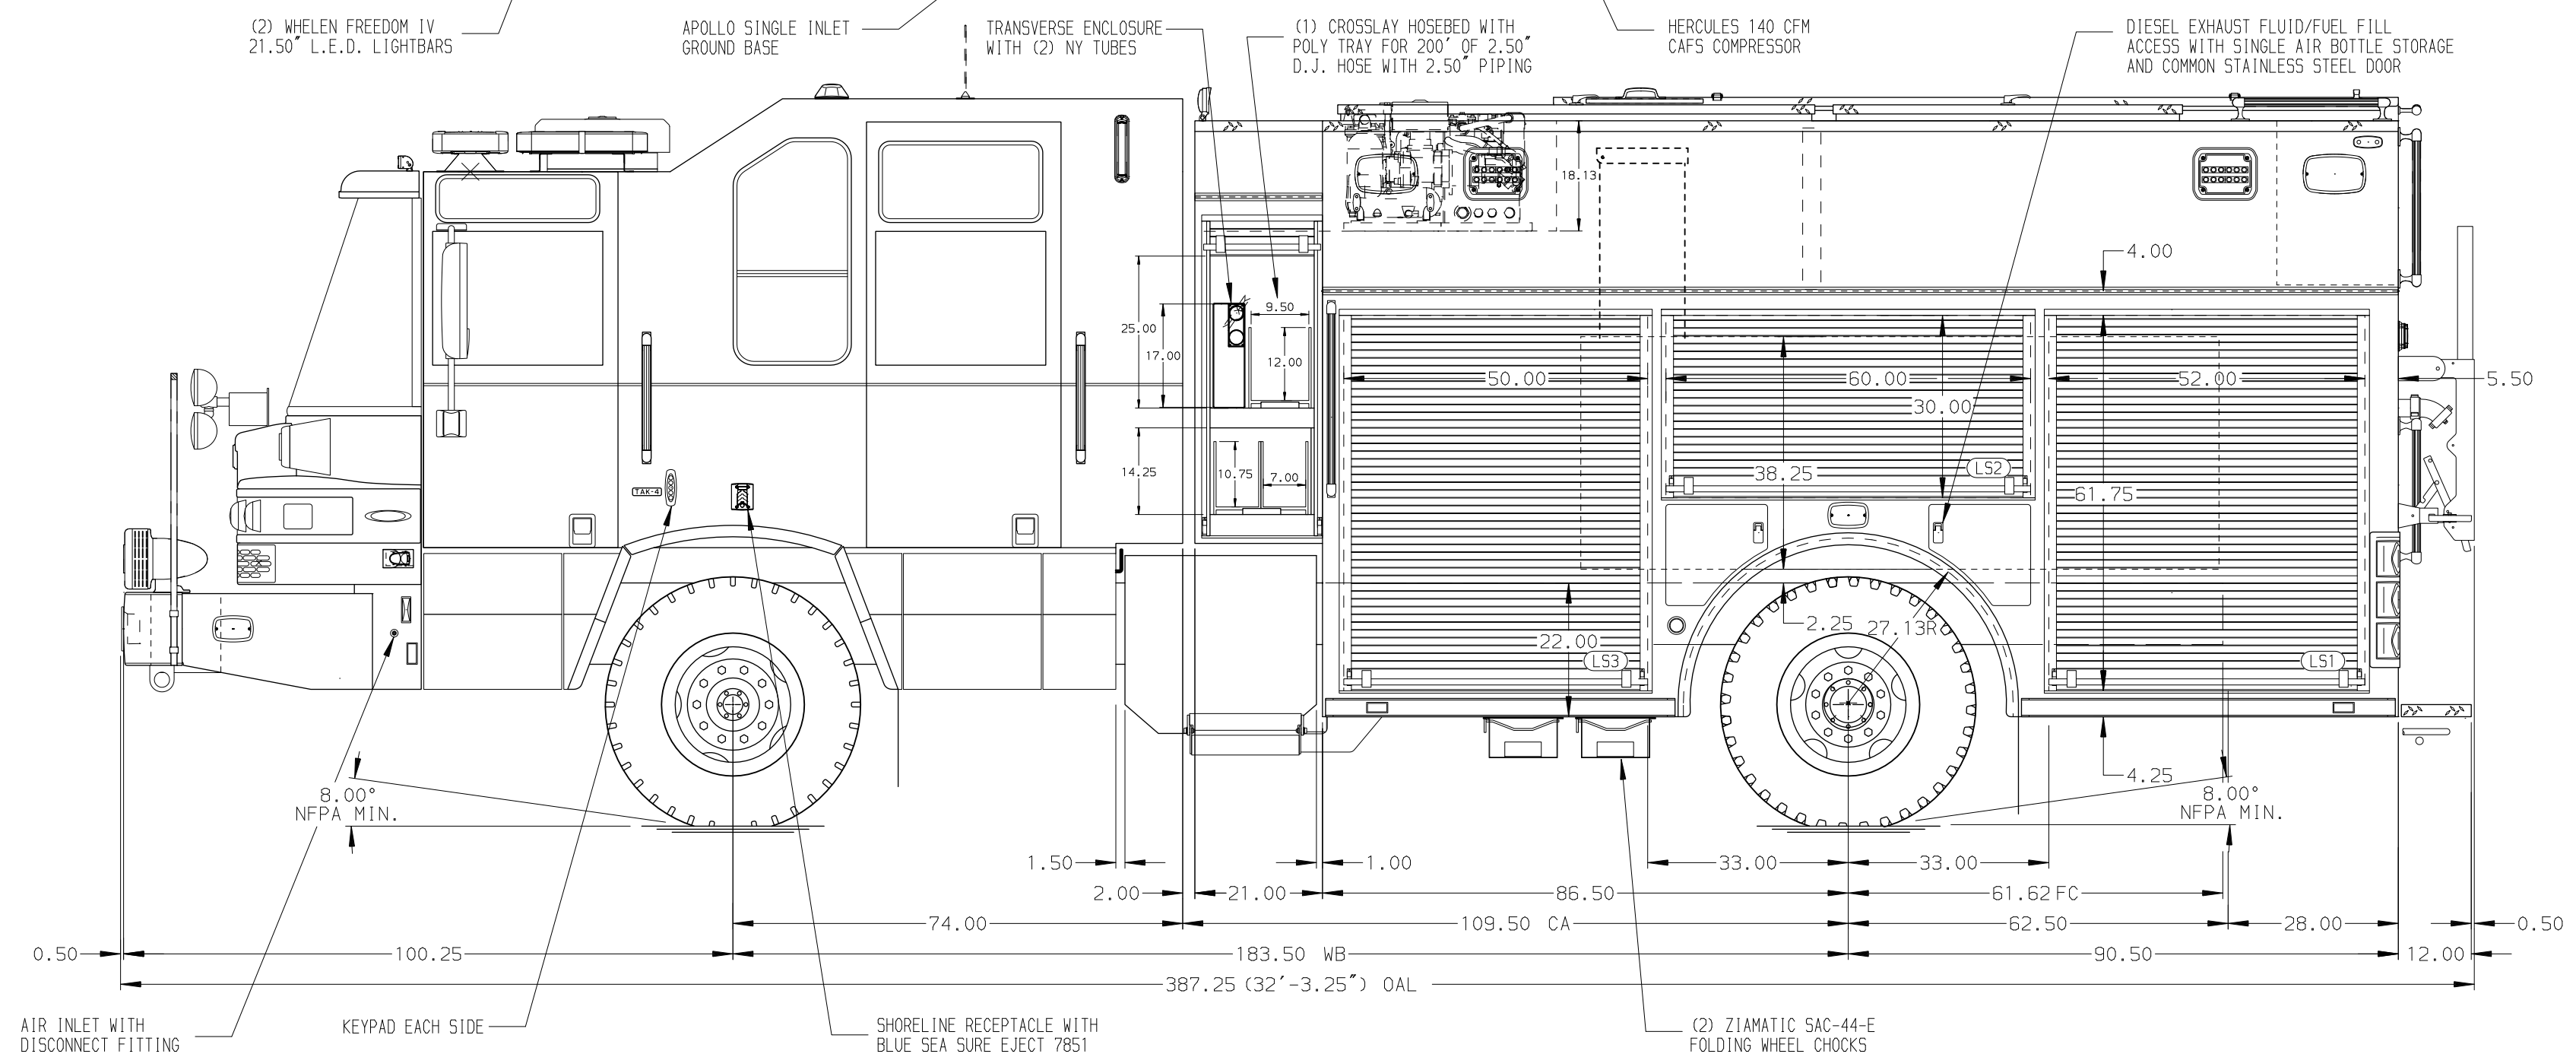 (2) WHELEN FREEDOM IV
21.50" L.E.D. LIGHTBARS
APOLLO SINGLE INLET
GROUND BASE
TRANSVERSE ENCLOSURE
WITH (2) NY TUBES
(1) CROSSLAY HOSEBED WITH
POLY TRAY FOR 200' OF 2.50"
D.J. HOSE WITH 2.50" PIPING
HERCULES 140 CFM
CAFS COMPRESSOR
DIESEL EXHAUST FLUID/FUEL FILL
ACCESS WITH SINGLE AIR BOTTLE STORAGE
AND COMMON STAINLESS STEEL DOOR
18.13
4.00
9.50
25.00
17.00
12.00
50.00
60.00
52.00
5.50
30.00
14.25
10.75
7.00
38.25
LS2
61.75
TAK-4
2.25
27.13R
22.00
LS3
LS1
4.25
8.00°
NFPA MIN.
8.00°
NFPA MIN.
1.50
1.00
33.00
33.00
2.00
21.00
86.50
61.62 FC
74.00
109.50 CA
62.50
28.00
0.50
0.50
100.25
183.50 WB
90.50
12.00
387.25 (32'-3.25") OAL
AIR INLET WITH
DISCONNECT FITTING
KEYPAD EACH SIDE
SHORELINE RECEPTACLE WITH
BLUE SEA SURE EJECT 7851
(2) ZIAMATIC SAC-44-E
FOLDING WHEEL CHOCKS